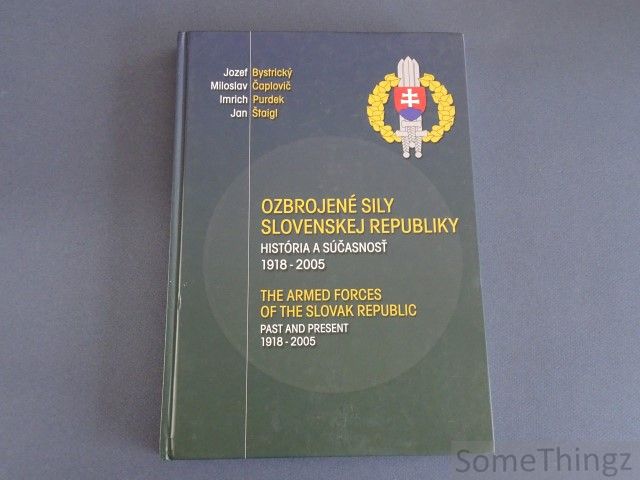 Jozef Bystrický
Miloslav Čaplovič
Imrich Purdek
Jan Štaigl
OZBROJENÉ SILY
SLOVENSKEJ REPUBLIKY
HISTÓRIA A SÚČASNOSŤ
1918 - 2005
THE ARMED FORCES
OF THE SLOVAK REPUBLIC
PAST AND PRESENT
1918 - 2005
SomeThingz